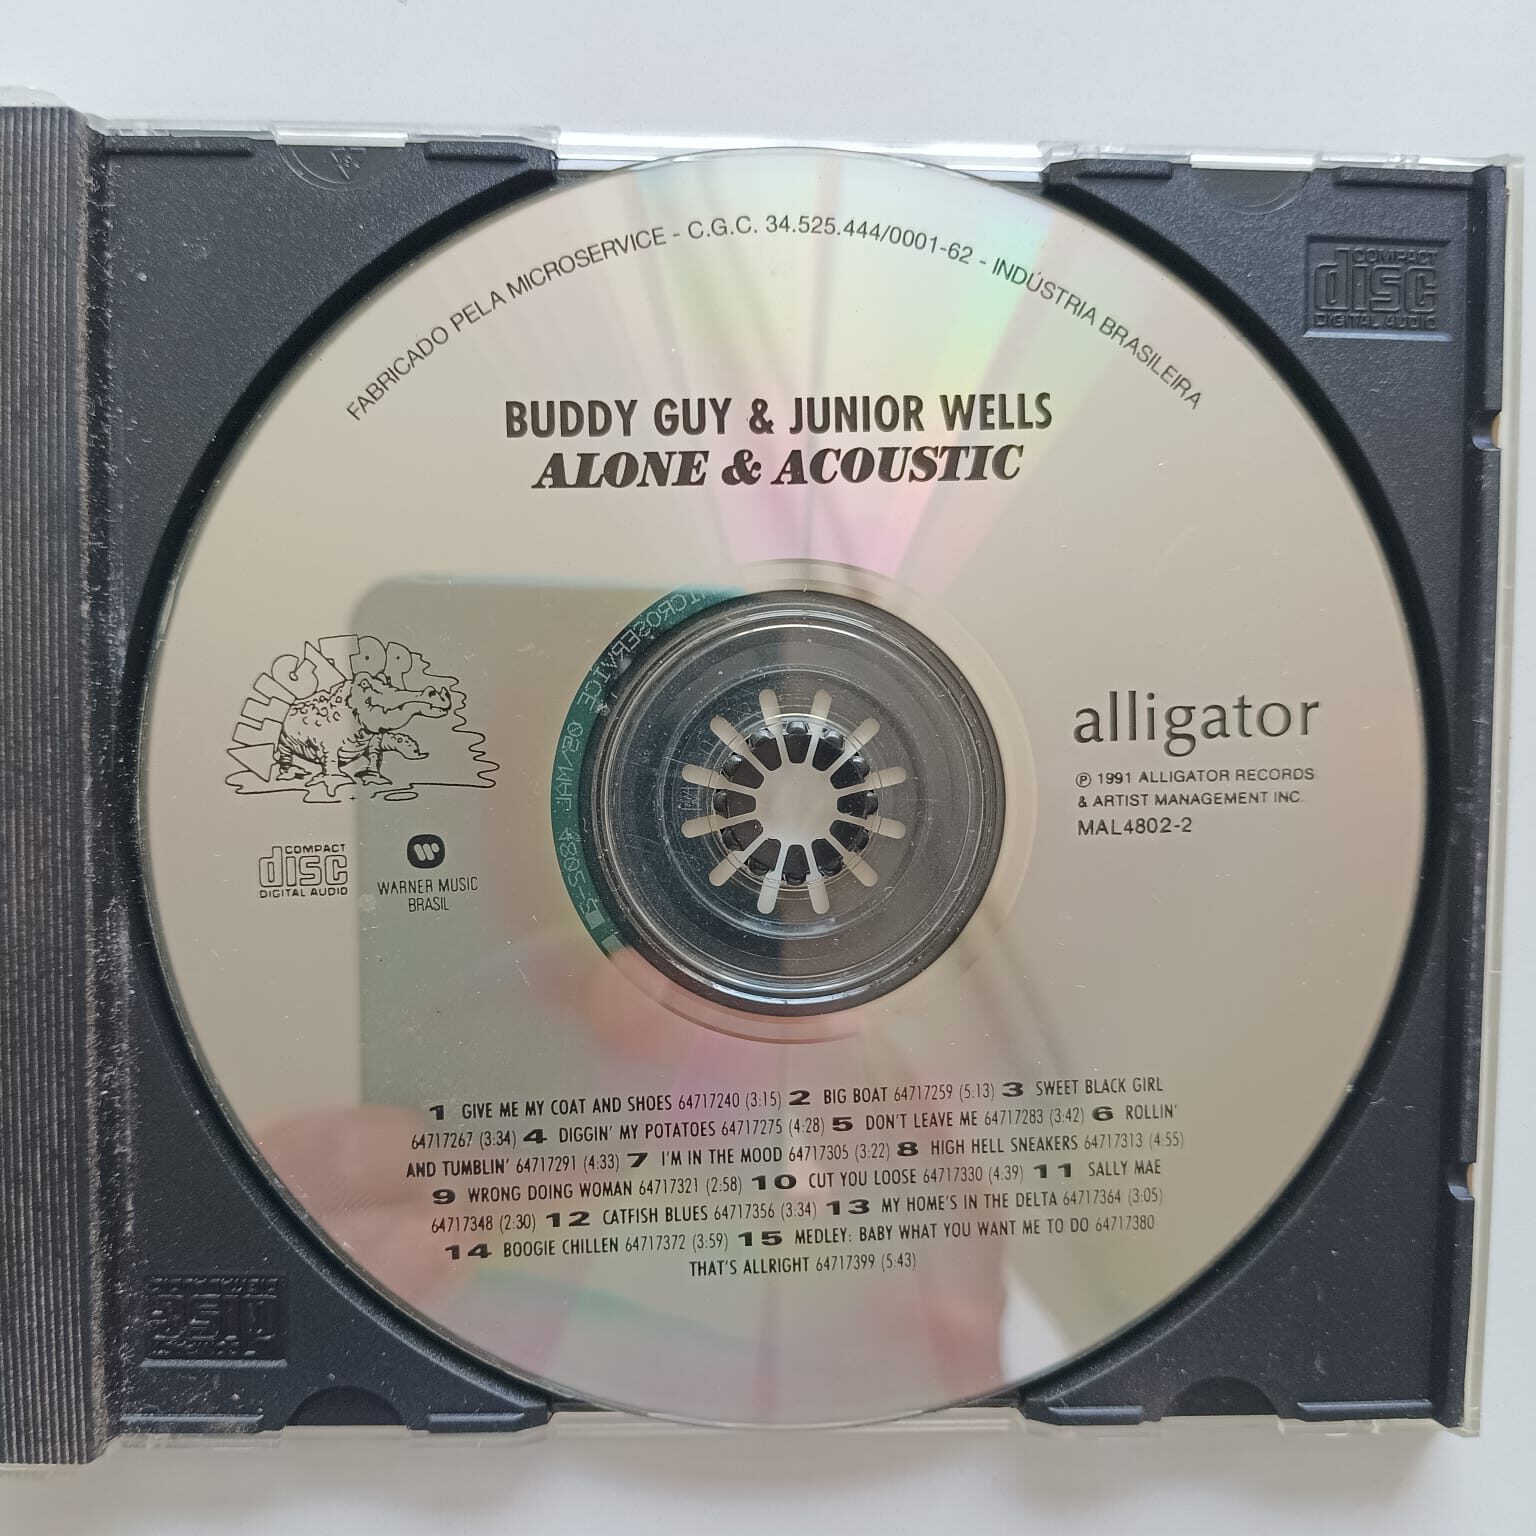 FABRICADO PELA MICROSERVICE - C.G.C. 34.525.444/0001-62 - INDÚSTRIA BRASILEIRA
BUDDY GUY & JUNIOR WELLS
ALONE & ACOUSTIC
ALLIGATOR
COMPACT
disc
DIGITAL AUDIO
WARNER MUSIC
BRASIL
MICROSERVICE
alligator
℗ 1991 ALLIGATOR RECORDS
& ARTIST MANAGEMENT INC.
MAL4802-2
1 GIVE ME MY COAT AND SHOES 64717240 (3:15) 2 BIG BOAT 64717259 (5:13) 3 SWEET BLACK GIRL
64717267 (3:34) 4 DIGGIN' MY POTATOES 64717275 (4:28) 5 DON'T LEAVE ME 64717283 (3:42) 6 ROLLIN'
AND TUMBLIN' 64717291 (4:33) 7 I'M IN THE MOOD 64717305 (3:22) 8 HIGH HELL SNEAKERS 64717313 (4:55)
9 WRONG DOING WOMAN 64717321 (2:58) 10 CUT YOU LOOSE 64717330 (4.39) 11 SALLY MAE
64717348 (2:30) 12 CATFISH BLUES 64717356 (3:34) 13 MY HOME'S IN THE DELTA 64717364 (3:05)
14 BOOGIE CHILLEN 64717372 (3:59) 15 MEDLEY: BABY WHAT YOU WANT ME TO DO 64717380
THAT'S ALLRIGHT 64717399 (5:43)
COMPACT
disc
DIGITAL AUDIO